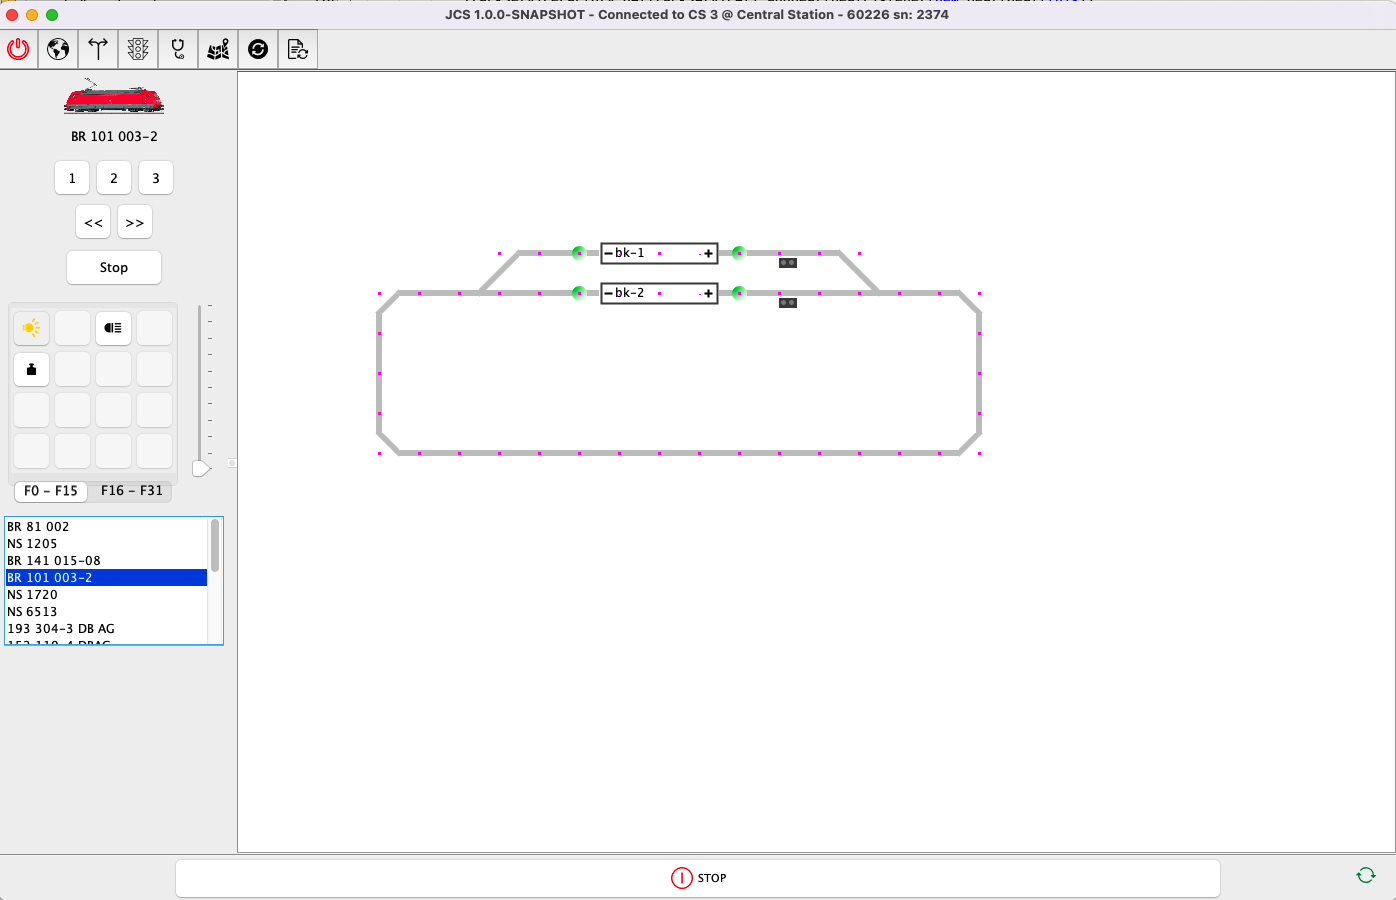 JCS 1.0.0-SNAPSHOT - Connected to CS 3 @ Central Station - 60226 sn: 2374
BR 101 003-2
1 2 3
<< >>
Stop
F0 - F15 F16 - F31
BR 81 002
NS 1205
BR 141 015-08
BR 101 003-2
NS 1720
NS 6513
193 304-3 DB AG
bk-1
bk-2
STOP